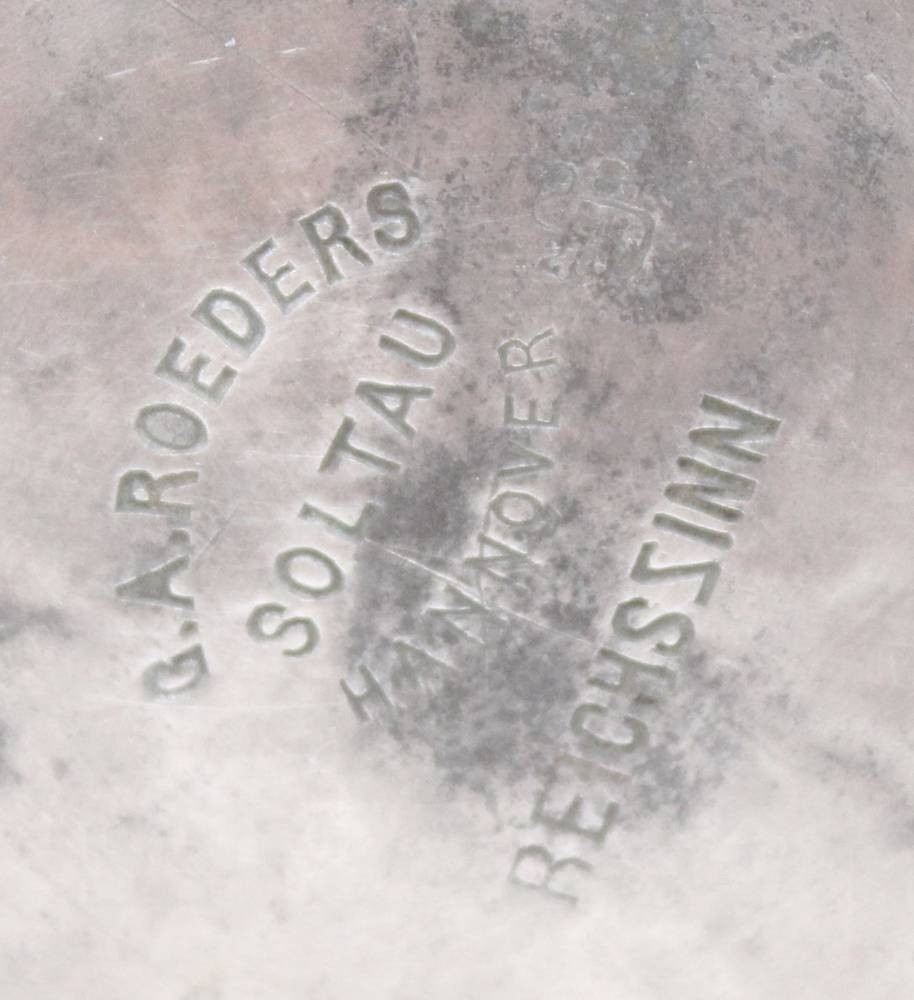 G.A.ROEDERS
SOLTAU
HANNOVER
REICHSZINN